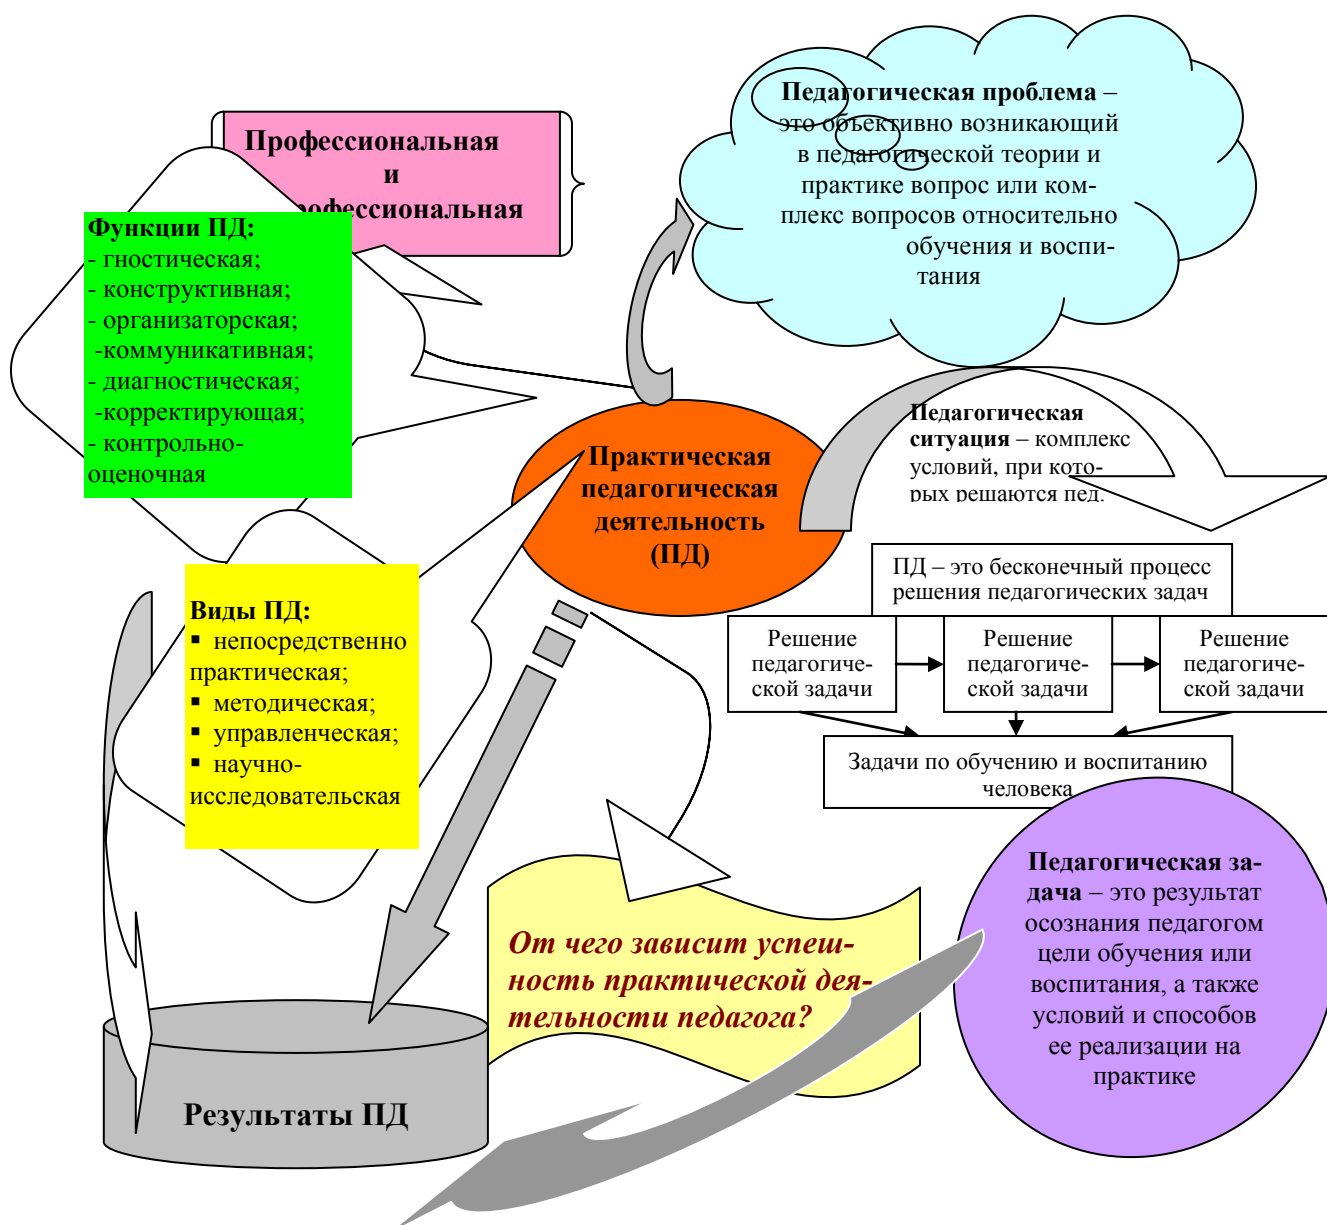 Педагогическая проблема –
это объективно возникающий
в педагогической теории и
практике вопрос или ком-
плекс вопросов относительно
обучения и воспи-
тания
Профессиональная
и
рофессиональная
Функции ПД:
- гностическая;
- конструктивная;
- организаторская;
-коммуникативная;
- диагностическая;
-корректирующая;
- контрольно-
оценочная
Педагогическая
ситуация – комплекс
условий, при кото-
рых решаются пед.
Практическая
педагогическая
деятельность
(ПД)
ПД – это бесконечный процесс
решения педагогических задач
Решение
педагогиче-
ской задачи
Решение
педагогиче-
ской задачи
Решение
педагогиче-
ской задачи
Задачи по обучению и воспитанию
человека
Виды ПД:
▪ непосредственно
практическая;
▪ методическая;
▪ управленческая;
▪ научно-
исследовательская
Педагогическая за-
дача – это результат
осознания педагогом
цели обучения или
воспитания, а также
условий и способов
ее реализации на
практике
От чего зависит успеш-
ность практической дея-
тельности педагога?
Результаты ПД